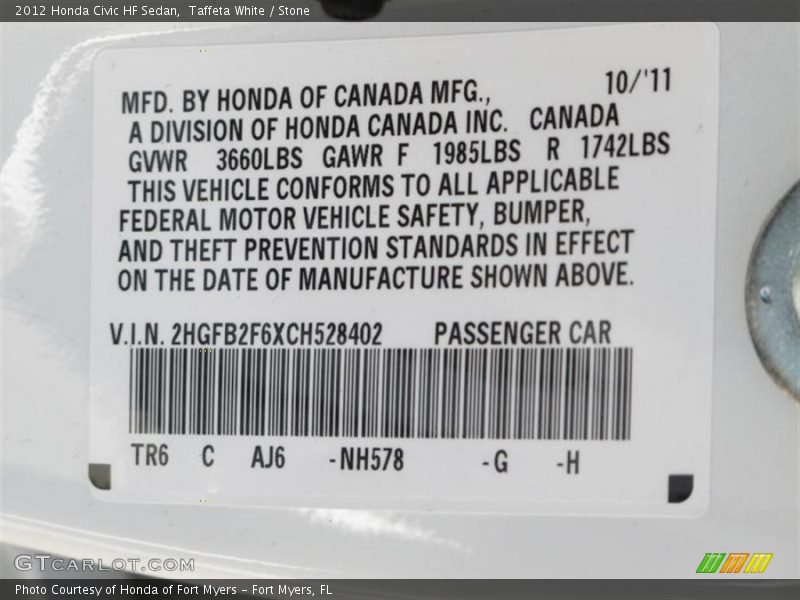 2012 Honda Civic HF Sedan, Taffeta White / Stone
MFD. BY HONDA OF CANADA MFG., 10/'11
A DIVISION OF HONDA CANADA INC. CANADA
GVWR 3660LBS GAWR F 1985LBS R 1742LBS
THIS VEHICLE CONFORMS TO ALL APPLICABLE
FEDERAL MOTOR VEHICLE SAFETY, BUMPER,
AND THEFT PREVENTION STANDARDS IN EFFECT
ON THE DATE OF MANUFACTURE SHOWN ABOVE.
V.I.N. 2HGFB2F6XCH528402 PASSENGER CAR
TR6 C AJ6 -NH578 -G -H
GTcarlot.com
Photo Courtesy of Honda of Fort Myers – Fort Myers, FL